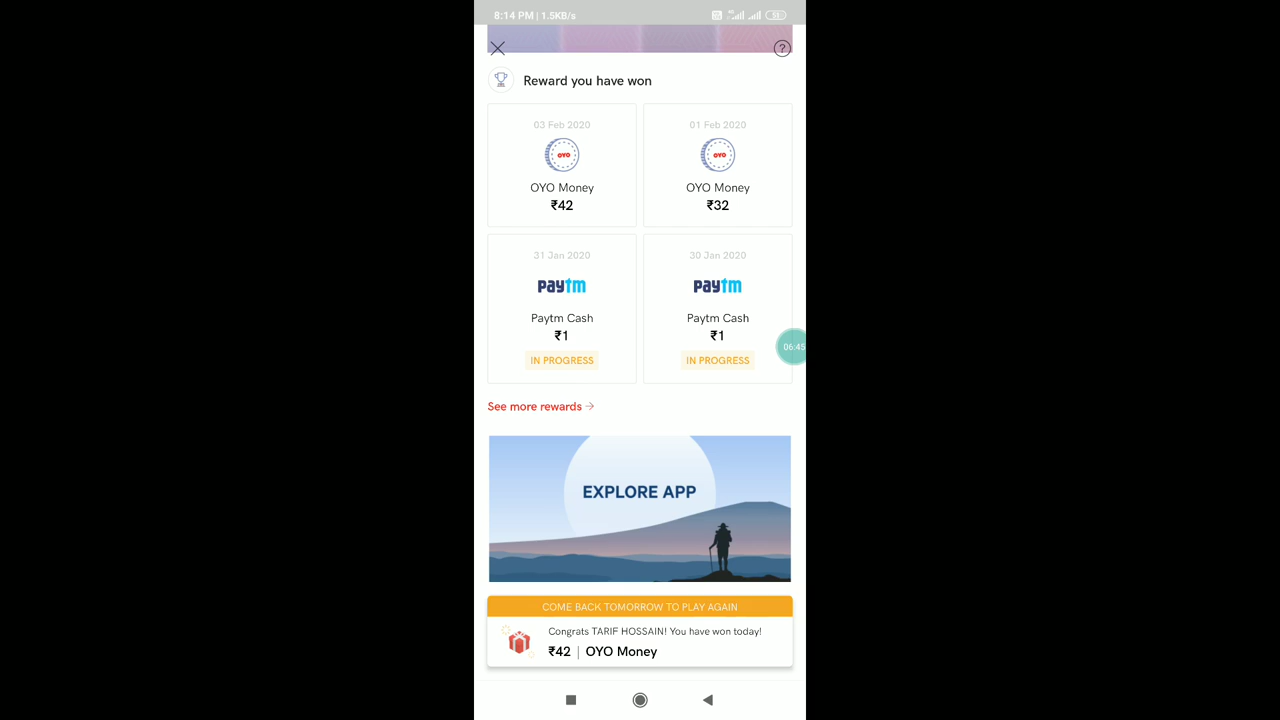 8:14 PM | 1.5KB/s
55
?
Reward you have won
03 Feb 2020
01 Feb 2020
OYO
OYO
OYO Money
OYO Money
₹42
₹32
31 Jan 2020
30 Jan 2020
paytm
paytm
Paytm Cash
Paytm Cash
₹1
₹1
06:45
IN PROGRESS
IN PROGRESS
See more rewards →
EXPLORE APP
COME BACK TOMORROW TO PLAY AGAIN
Congrats TARIF HOSSAIN! You have won today!
₹42 | OYO Money